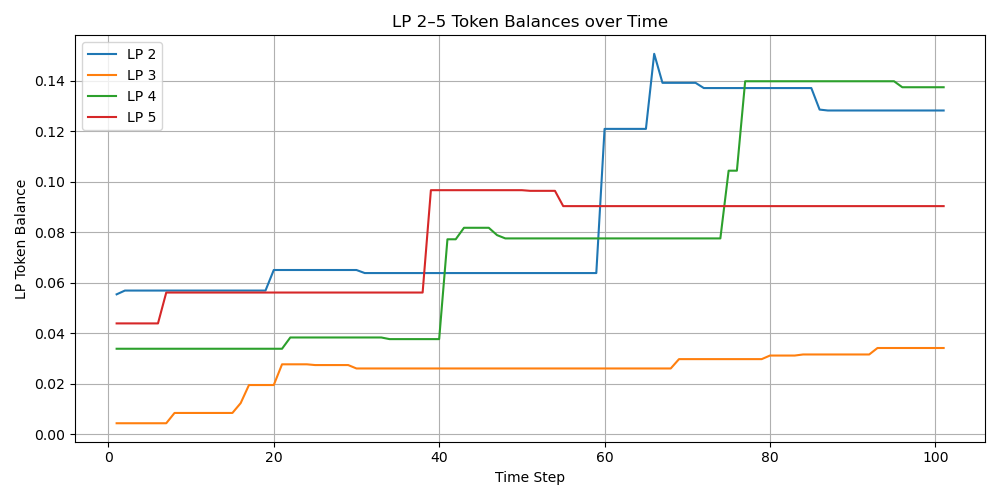 LP 2–5 Token Balances over Time
LP 2
LP 3
LP 4
LP 5
LP Token Balance
0.14
0.12
0.10
0.08
0.06
0.04
0.02
0.00
0 20 40 60 80 100
Time Step